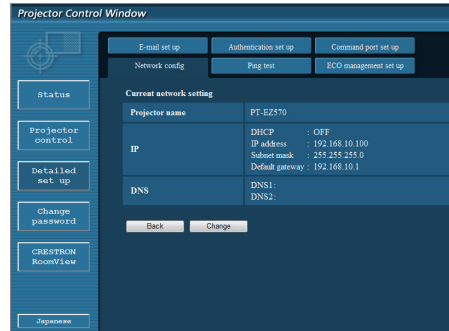 Projector Control Window
E-mail set up
Authentication set up
Command port set up
Network config
Ping test
ECO management set up
Status
Projector
control
Detailed
set up
Change
password
CRESTRON
RoomView
Japanese
Current network setting
Projector name PT-EZ570
IP
DHCP : OFF
IP address : 192.168.10.100
Subnet mask : 255.255.255.0
Default gateway : 192.168.10.1
DNS
DNS1:
DNS2:
Back
Change